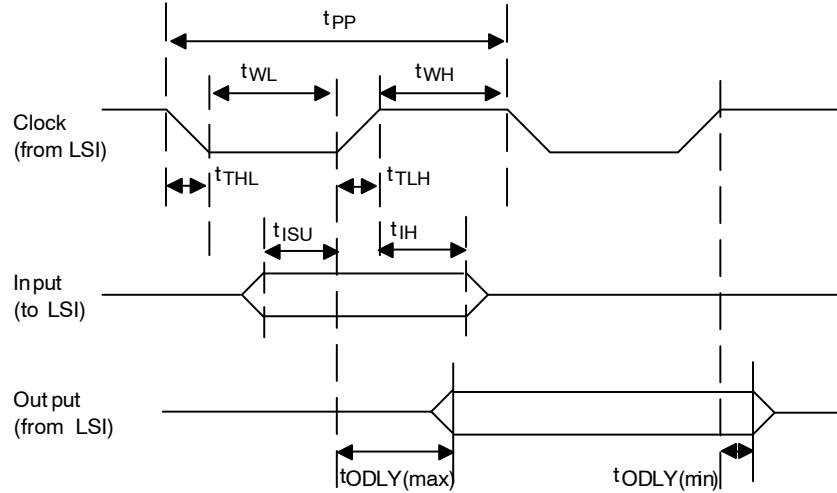 tPP
tWL
tWH
Clock
(from LSI)
tTHL
tTLH
tISU
tIH
Input
(to LSI)
Output
(from LSI)
tODLY(max)
tODLY(min)